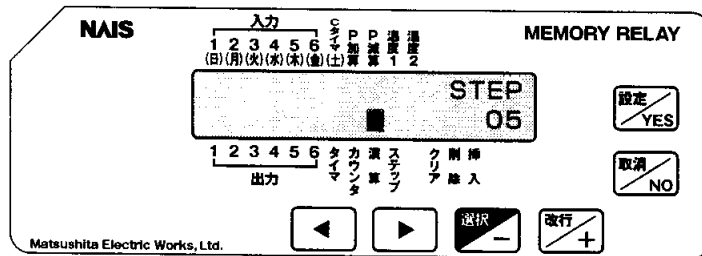 NAIS
MEMORY RELAY
入力
1 2 3 4 5 6 Cタイマ P加算 P減算 温度1 温度2
(日) (月) (火) (水) (木) (金) (土)
STEP
05
1 2 3 4 5 6 タイマ カウンタ 演算 ステップ クリア 削除 挿入
出力
設定/YES
取消/NO
選択/−
改行/+
Matsushita Electric Works, Ltd.